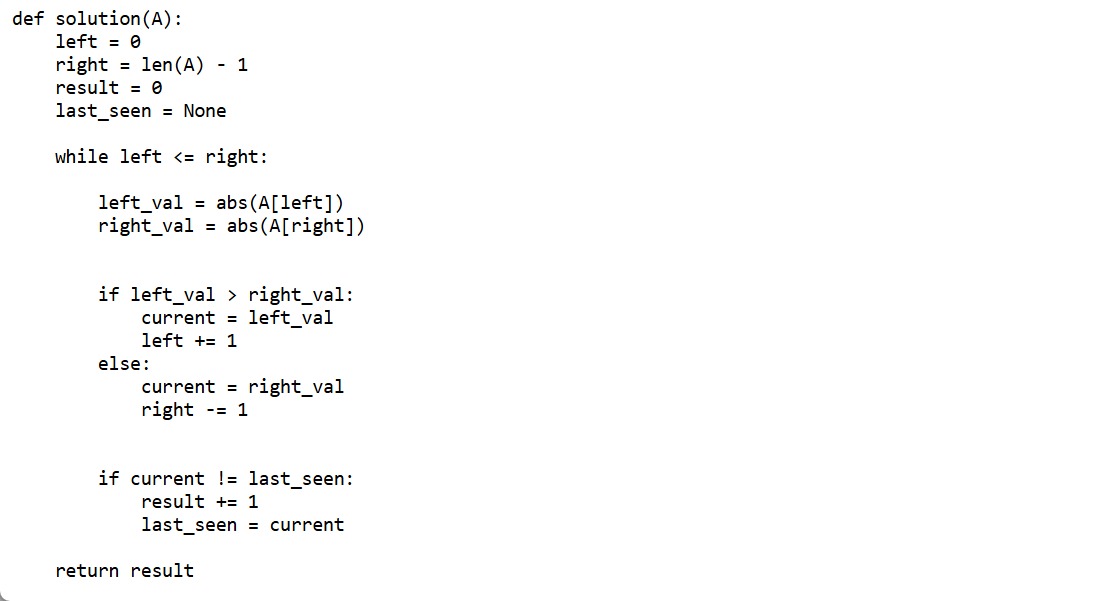 def solution(A):
    left = 0
    right = len(A) - 1
    result = 0
    last_seen = None

    while left <= right:

        left_val = abs(A[left])
        right_val = abs(A[right])


        if left_val > right_val:
            current = left_val
            left += 1
        else:
            current = right_val
            right -= 1


        if current != last_seen:
            result += 1
            last_seen = current

    return result